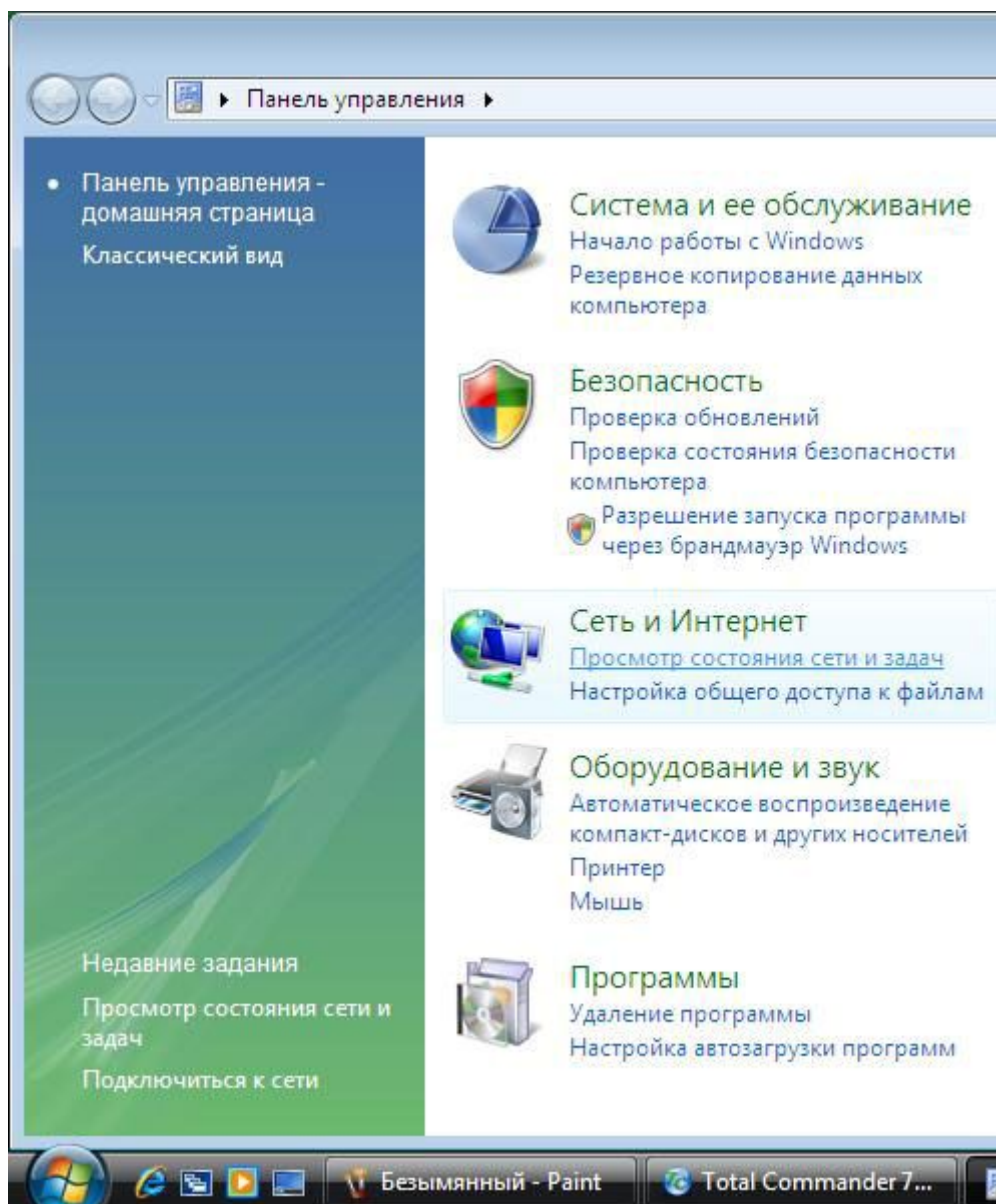 Панель управления
Панель управления -
домашняя страница
Классический вид
Система и ее обслуживание
Начало работы с Windows
Резервное копирование данных
компьютера
Безопасность
Проверка обновлений
Проверка состояния безопасности
компьютера
Разрешение запуска программы
через брандмауэр Windows
Сеть и Интернет
Просмотр состояния сети и задач
Настройка общего доступа к файлам
Оборудование и звук
Автоматическое воспроизведение
компакт-дисков и других носителей
Принтер
Мышь
Программы
Удаление программы
Настройка автозагрузки программ
Недавние задания
Просмотр состояния сети и
задач
Подключиться к сети
Безымянный - Paint
Total Commander 7...